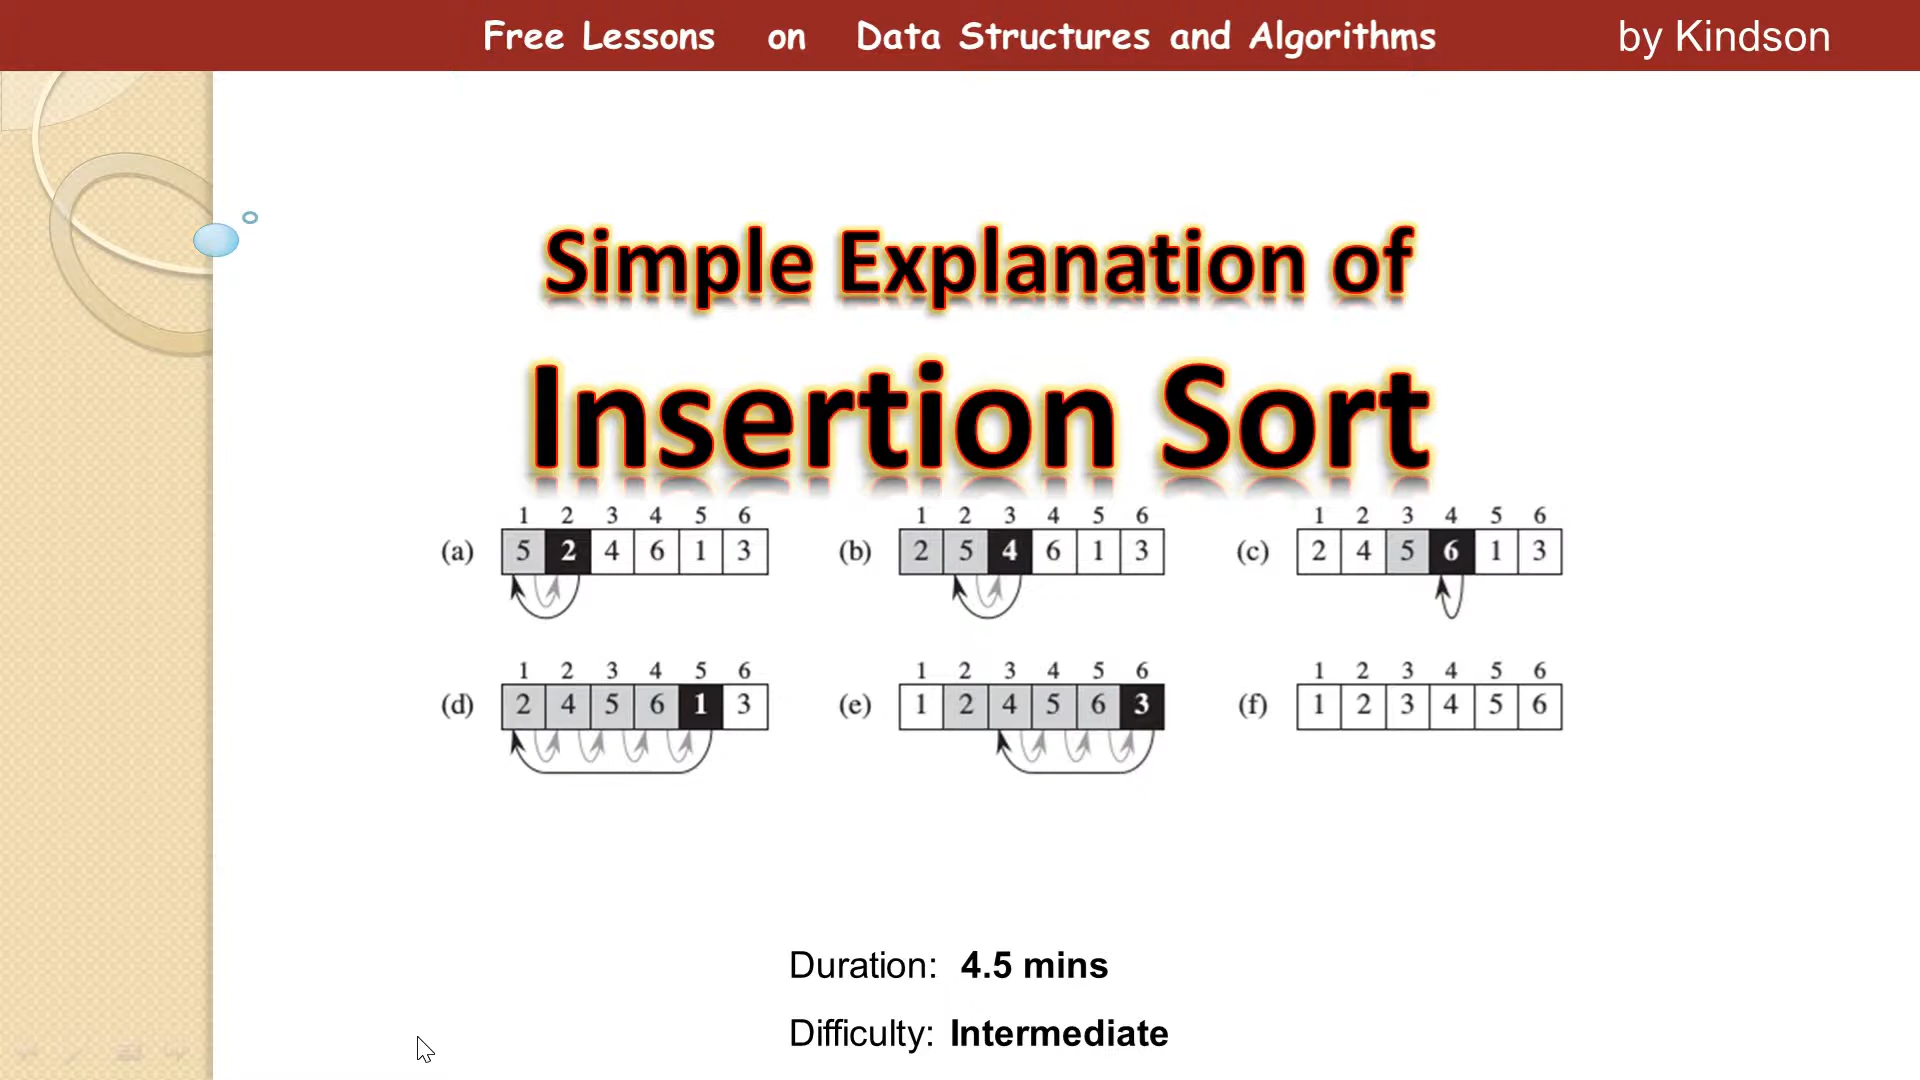 Free Lessons on Data Structures and Algorithms by Kindson
Simple Explanation of
Insertion Sort
1 2 3 4 5 6
(a) 5 2 4 6 1 3
1 2 3 4 5 6
(b) 2 5 4 6 1 3
1 2 3 4 5 6
(c) 2 4 5 6 1 3
1 2 3 4 5 6
(d) 2 4 5 6 1 3
1 2 3 4 5 6
(e) 1 2 4 5 6 3
1 2 3 4 5 6
(f) 1 2 3 4 5 6
Duration: 4.5 mins
Difficulty: Intermediate